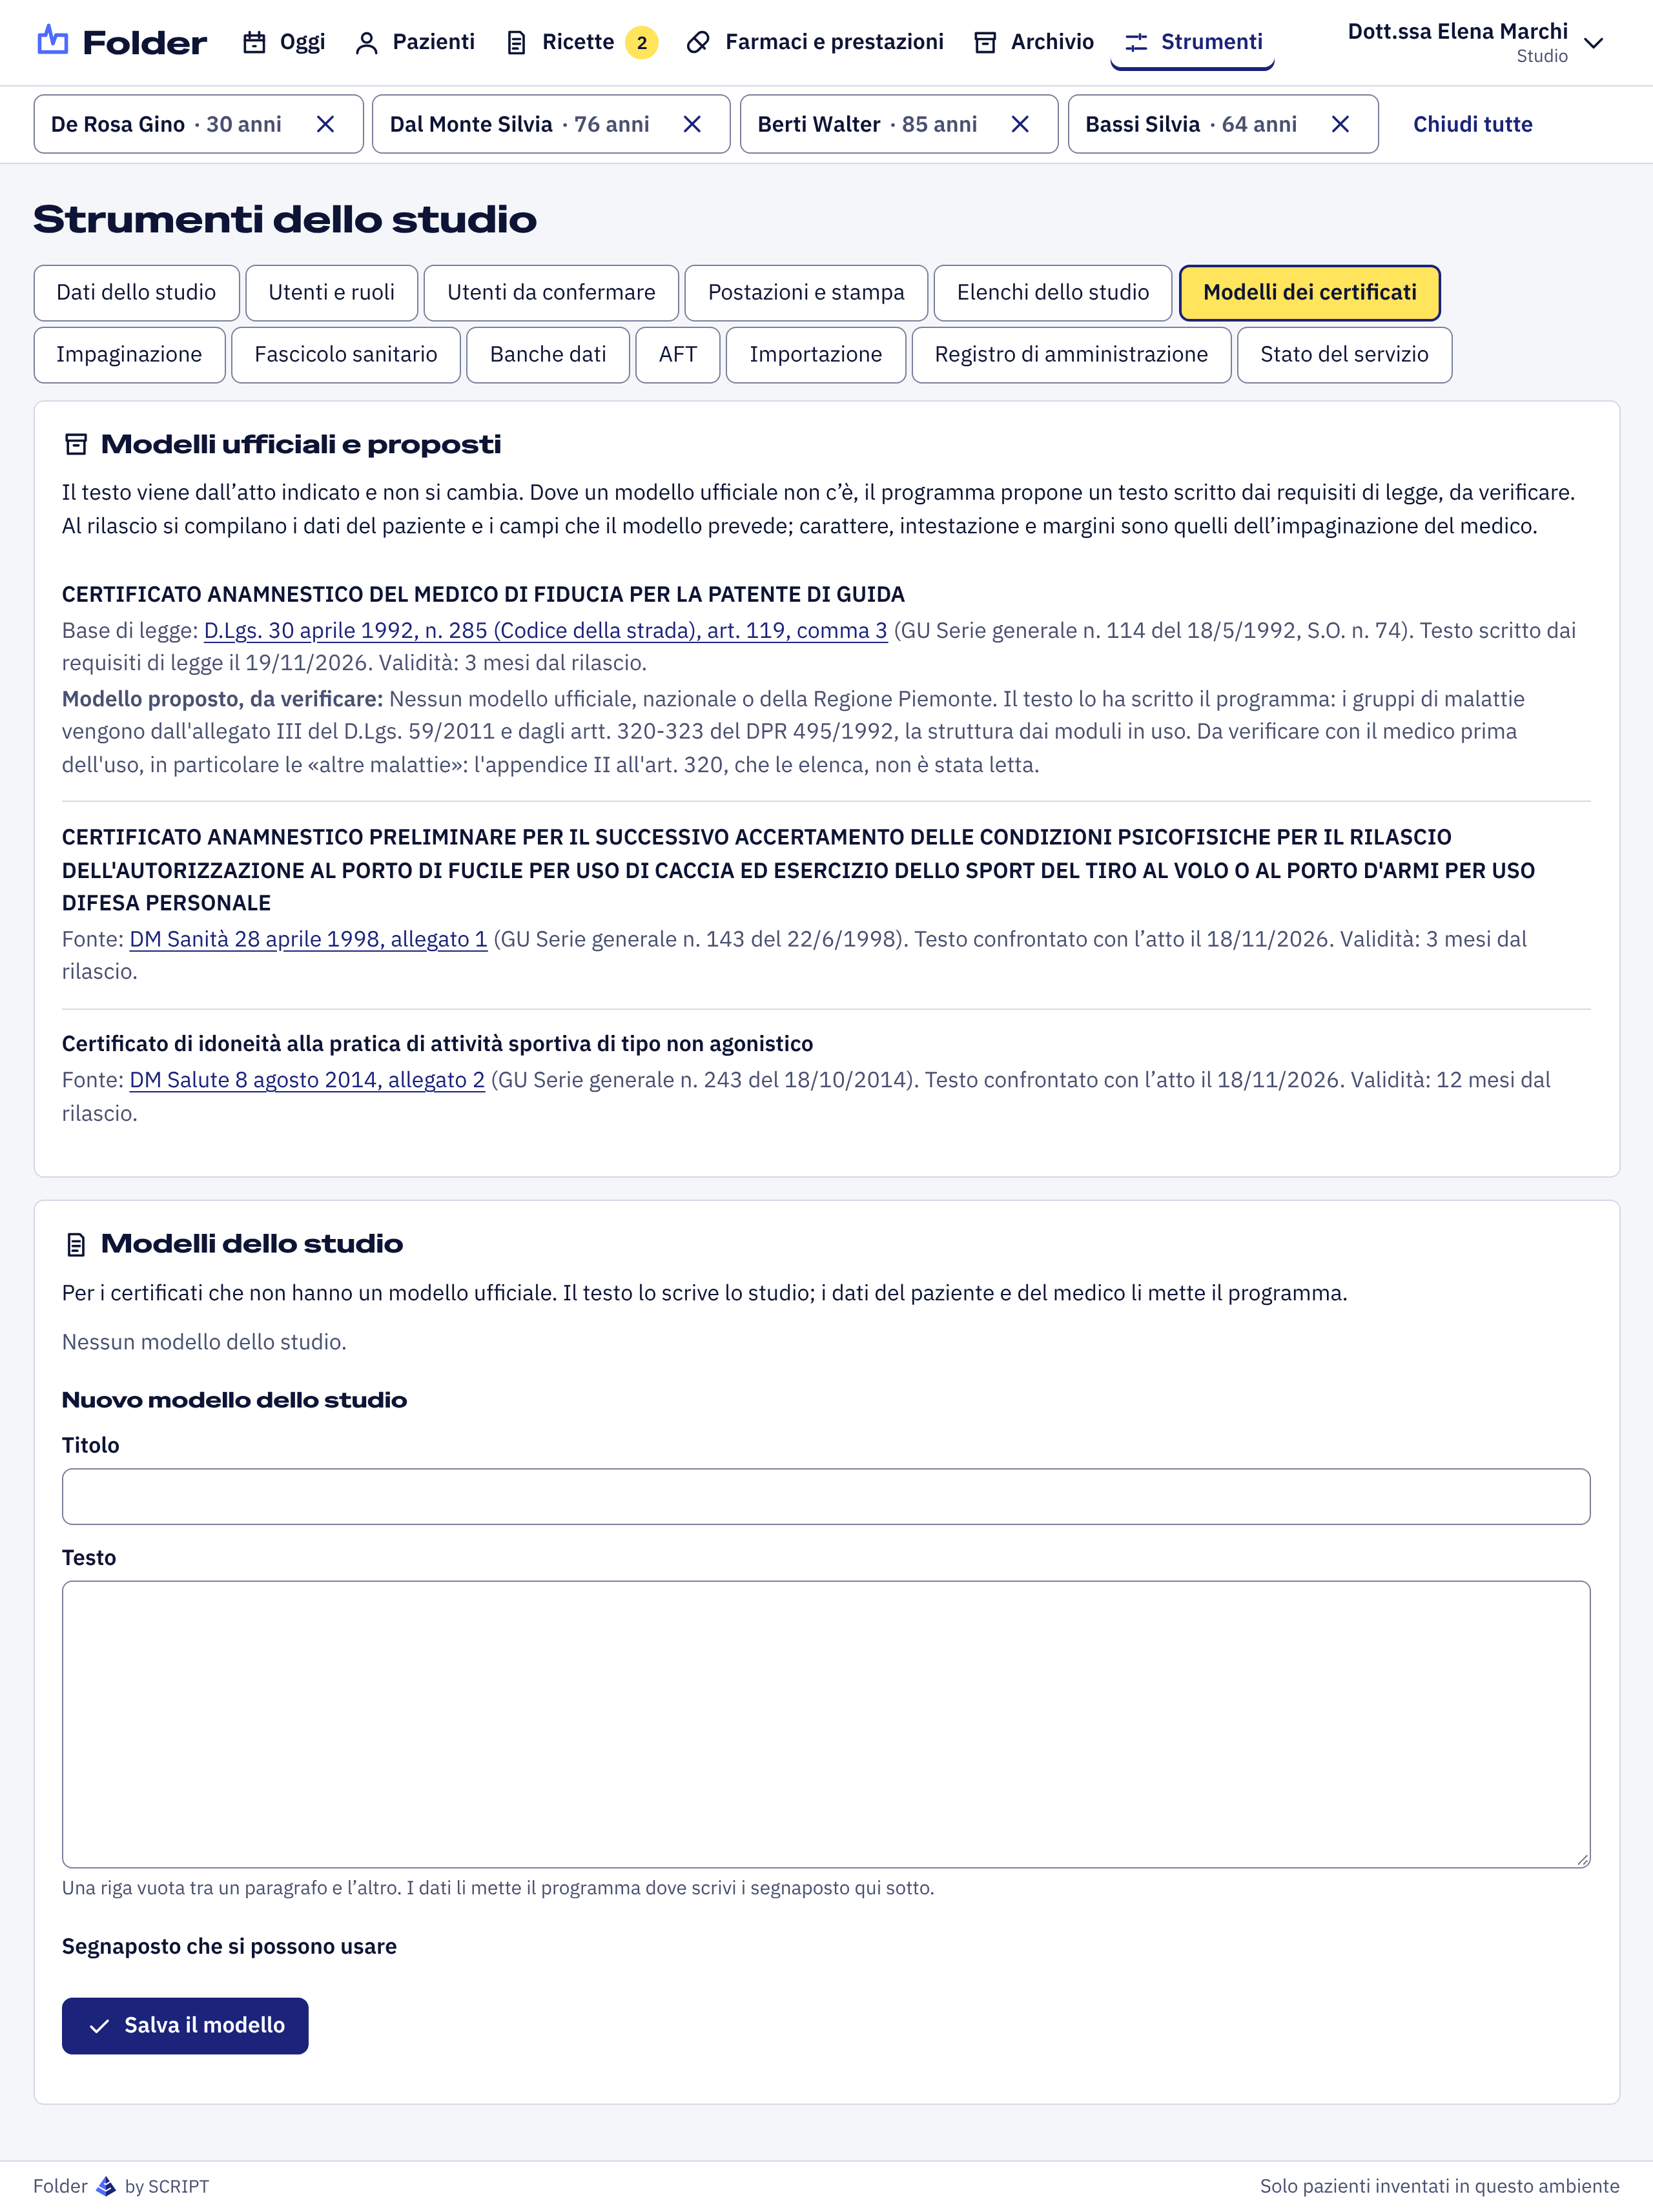 Folder
Oggi
Pazienti
Ricette 2
Farmaci e prestazioni
Archivio
Strumenti
Dott.ssa Elena Marchi
Studio
De Rosa Gino · 30 anni
Dal Monte Silvia · 76 anni
Berti Walter · 85 anni
Bassi Silvia · 64 anni
Chiudi tutte
Strumenti dello studio
Dati dello studio
Utenti e ruoli
Utenti da confermare
Postazioni e stampa
Elenchi dello studio
Modelli dei certificati
Impaginazione
Fascicolo sanitario
Banche dati
AFT
Importazione
Registro di amministrazione
Stato del servizio
Modelli ufficiali e proposti
Il testo viene dall’atto indicato e non si cambia. Dove un modello ufficiale non c’è, il programma propone un testo scritto dai requisiti di legge, da verificare.
Al rilascio si compilano i dati del paziente e i campi che il modello prevede; carattere, intestazione e margini sono quelli dell’impaginazione del medico.
CERTIFICATO ANAMNESTICO DEL MEDICO DI FIDUCIA PER LA PATENTE DI GUIDA
Base di legge: D.Lgs. 30 aprile 1992, n. 285 (Codice della strada), art. 119, comma 3 (GU Serie generale n. 114 del 18/5/1992, S.O. n. 74). Testo scritto dai
requisiti di legge il 19/11/2026. Validità: 3 mesi dal rilascio.
Modello proposto, da verificare: Nessun modello ufficiale, nazionale o della Regione Piemonte. Il testo lo ha scritto il programma: i gruppi di malattie
vengono dall'allegato III del D.Lgs. 59/2011 e dagli artt. 320-323 del DPR 495/1992, la struttura dai moduli in uso. Da verificare con il medico prima
dell'uso, in particolare le «altre malattie»: l'appendice II all'art. 320, che le elenca, non è stata letta.
CERTIFICATO ANAMNESTICO PRELIMINARE PER IL SUCCESSIVO ACCERTAMENTO DELLE CONDIZIONI PSICOFISICHE PER IL RILASCIO
DELL'AUTORIZZAZIONE AL PORTO DI FUCILE PER USO DI CACCIA ED ESERCIZIO DELLO SPORT DEL TIRO AL VOLO O AL PORTO D'ARMI PER USO
DIFESA PERSONALE
Fonte: DM Sanità 28 aprile 1998, allegato 1 (GU Serie generale n. 143 del 22/6/1998). Testo confrontato con l’atto il 18/11/2026. Validità: 3 mesi dal
rilascio.
Certificato di idoneità alla pratica di attività sportiva di tipo non agonistico
Fonte: DM Salute 8 agosto 2014, allegato 2 (GU Serie generale n. 243 del 18/10/2014). Testo confrontato con l’atto il 18/11/2026. Validità: 12 mesi dal
rilascio.
Modelli dello studio
Per i certificati che non hanno un modello ufficiale. Il testo lo scrive lo studio; i dati del paziente e del medico li mette il programma.
Nessun modello dello studio.
Nuovo modello dello studio
Titolo
Testo
Una riga vuota tra un paragrafo e l’altro. I dati li mette il programma dove scrivi i segnaposto qui sotto.
Segnaposto che si possono usare
Salva il modello
Folder by SCRIPT
Solo pazienti inventati in questo ambiente